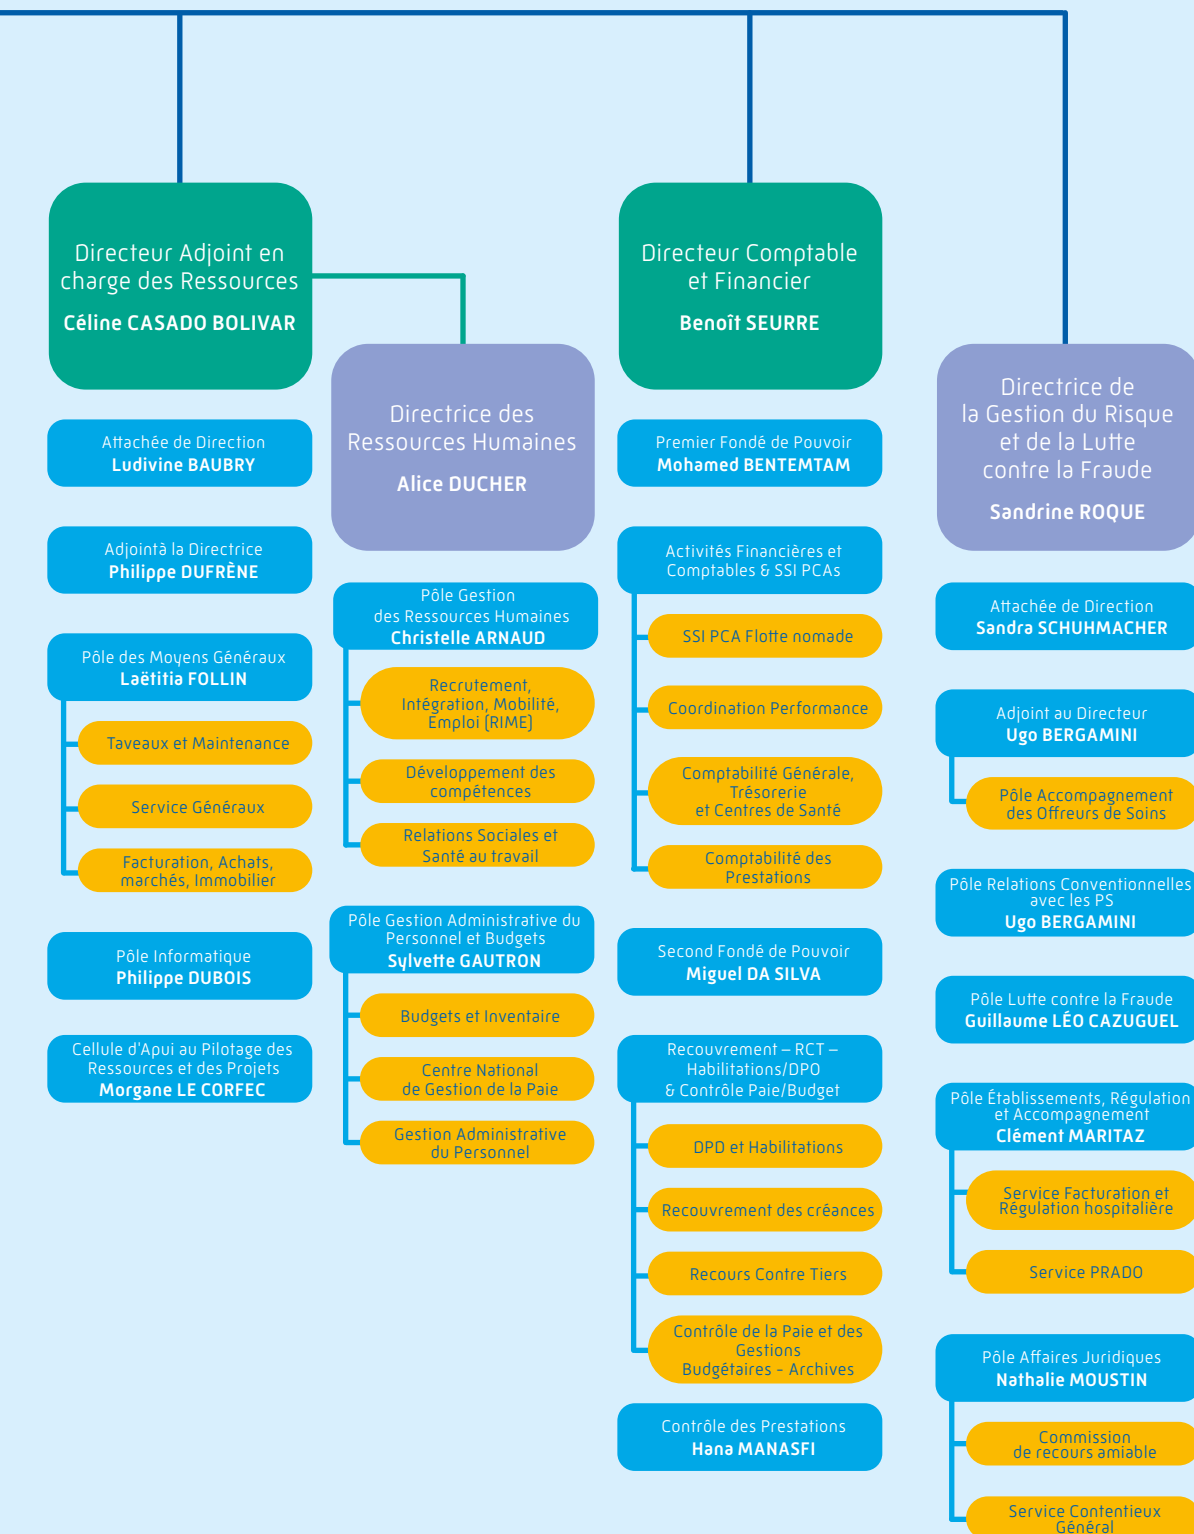 Directeur Adjoint en
charge des Ressources
Céline CASADO BOLIVAR
Attachée de Direction
Ludivine BAUBRY
Adjointà la Directrice
Philippe DUFRÈNE
Pôle des Moyens Généraux
Laëtitia FOLLIN
Taveaux et Maintenance
Service Généraux
Facturation, Achats,
marchés, Immobilier
Pôle Informatique
Philippe DUBOIS
Cellule d'Apui au Pilotage des
Ressources et des Projets
Morgane LE CORFEC
Directrice des
Ressources Humaines
Alice DUCHER
Pôle Gestion
des Ressources Humaines
Christelle ARNAUD
Recrutement,
Intégration, Mobilité,
Emploi (RIME)
Développement des
compétences
Relations Sociales et
Santé au travail
Pôle Gestion Administrative du
Personnel et Budgets
Sylvette GAUTRON
Budgets et Inventaire
Centre National
de Gestion de la Paie
Gestion Administrative
du Personnel
Directeur Comptable
et Financier
Benoît SEURRE
Premier Fondé de Pouvoir
Mohamed BENTEMTAM
Activités Financières et
Comptables & SSI PCAs
SSI PCA Flotte nomade
Coordination Performance
Comptabilité Générale,
Trésorerie
et Centres de Santé
Comptabilité des
Prestations
Second Fondé de Pouvoir
Miguel DA SILVA
Recouvrement – RCT –
Habilitations/DPO
& Contrôle Paie/Budget
DPD et Habilitations
Recouvrement des créances
Recours Contre Tiers
Contrôle de la Paie et des
Gestions
Budgétaires - Archives
Contrôle des Prestations
Hana MANASFI
Directrice de
la Gestion du Risque
et de la Lutte
contre la Fraude
Sandrine ROQUE
Attachée de Direction
Sandra SCHUHMACHER
Adjoint au Directeur
Ugo BERGAMINI
Pôle Accompagnement
des Offreurs de Soins
Pôle Relations Conventionnelles
avec les PS
Ugo BERGAMINI
Pôle Lutte contre la Fraude
Guillaume LÉO CAZUGUEL
Pôle Établissements, Régulation
et Accompagnement
Clément MARITAZ
Service Facturation et
Régulation hospitalière
Service PRADO
Pôle Affaires Juridiques
Nathalie MOUSTIN
Commission
de recours amiable
Service Contentieux
Général